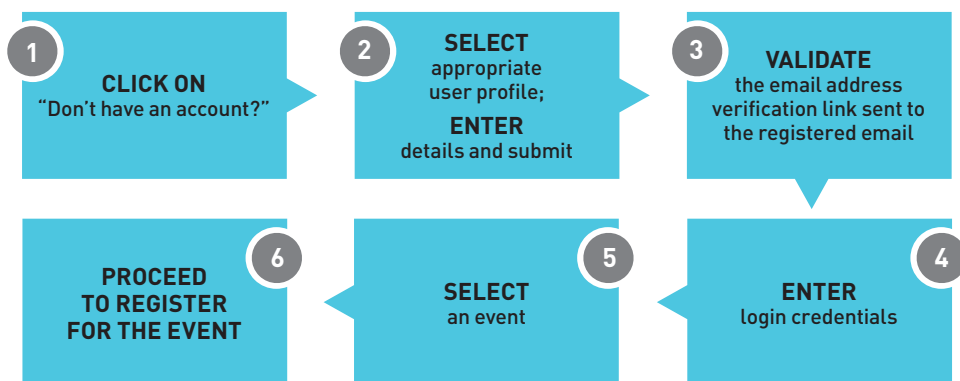 1
CLICK ON
“Don’t have an account?”
2
SELECT
appropriate
user profile;
ENTER
details and submit
3
VALIDATE
the email address
verification link sent to
the registered email
4
ENTER
login credentials
5
SELECT
an event
6
PROCEED
TO REGISTER
FOR THE EVENT